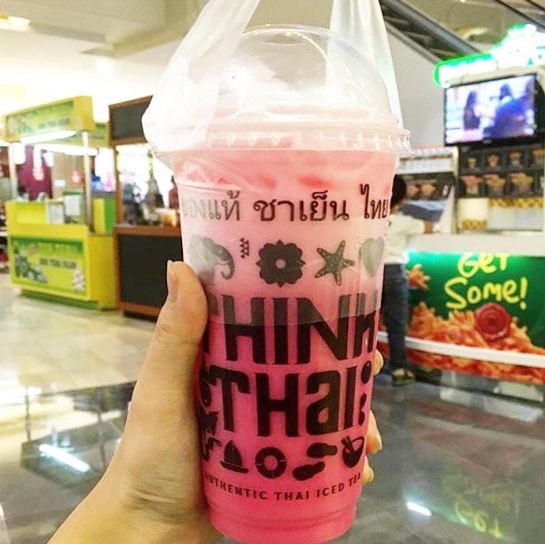 ของแท้ ชาเย็น ไทย
THINK
THAI:
AUTHENTIC THAI ICED TEA
GET
SOME!